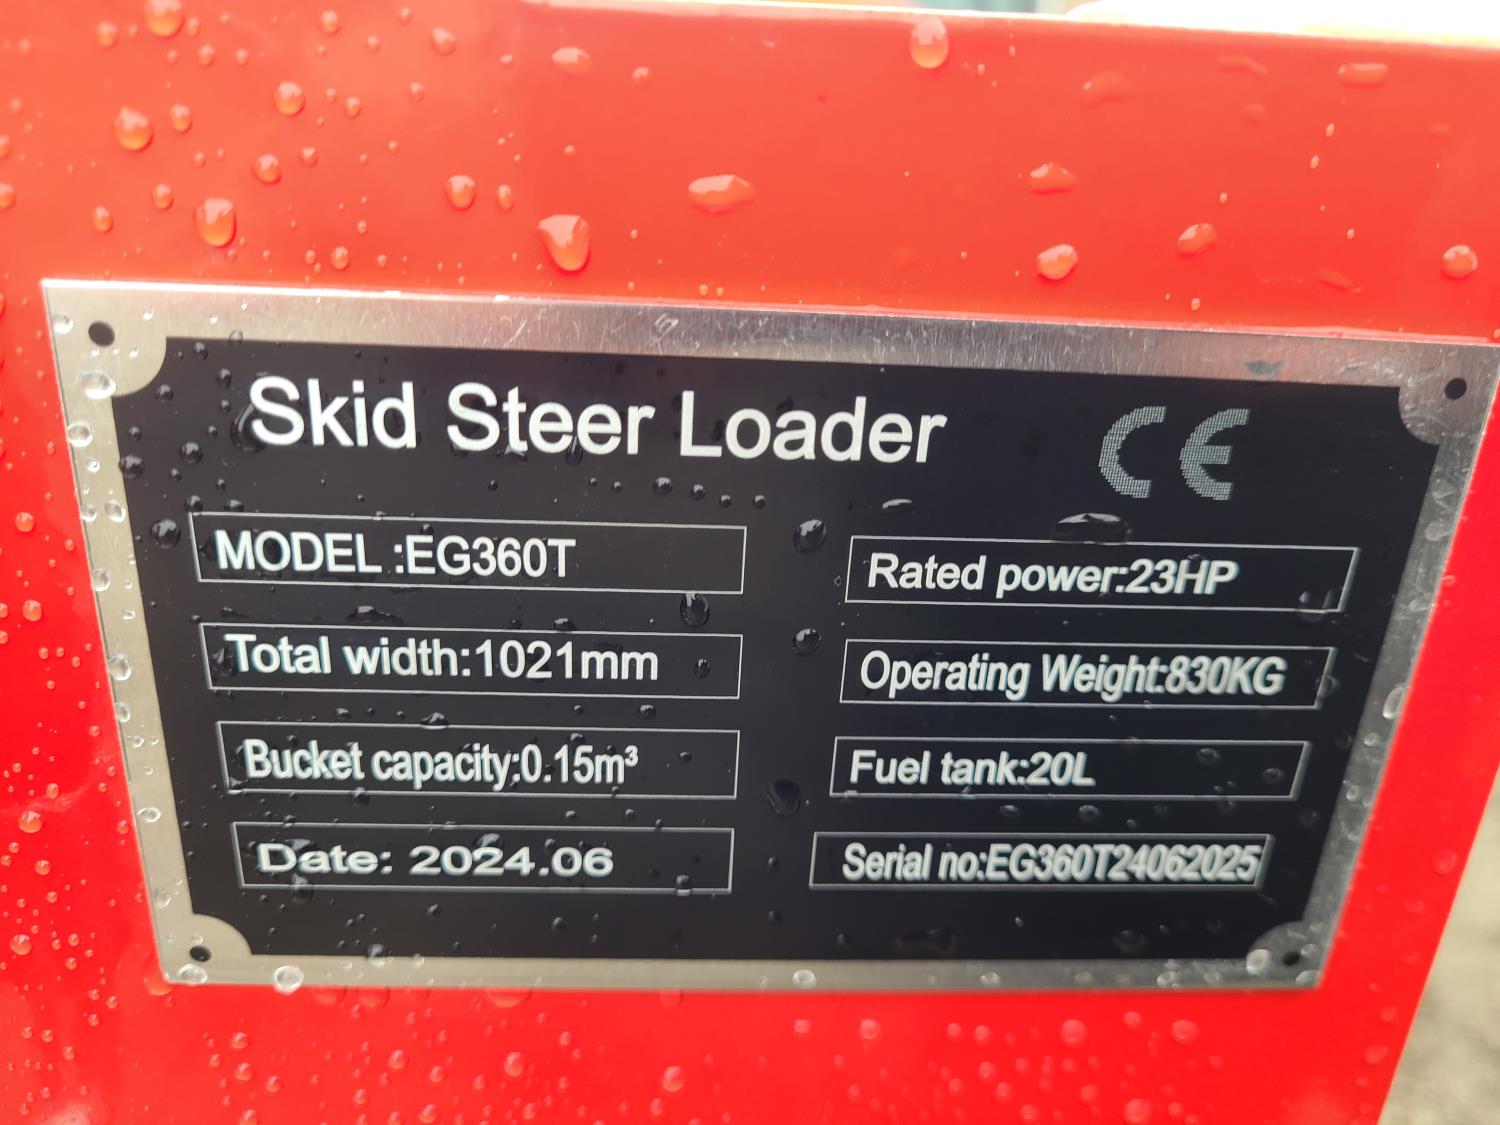 Skid Steer Loader CE
MODEL :EG360T
Rated power:23HP
Total width:1021mm
Operating Weight:830KG
Bucket capacity:0.15m³
Fuel tank:20L
Date: 2024.06
Serial no:EG360T24062025